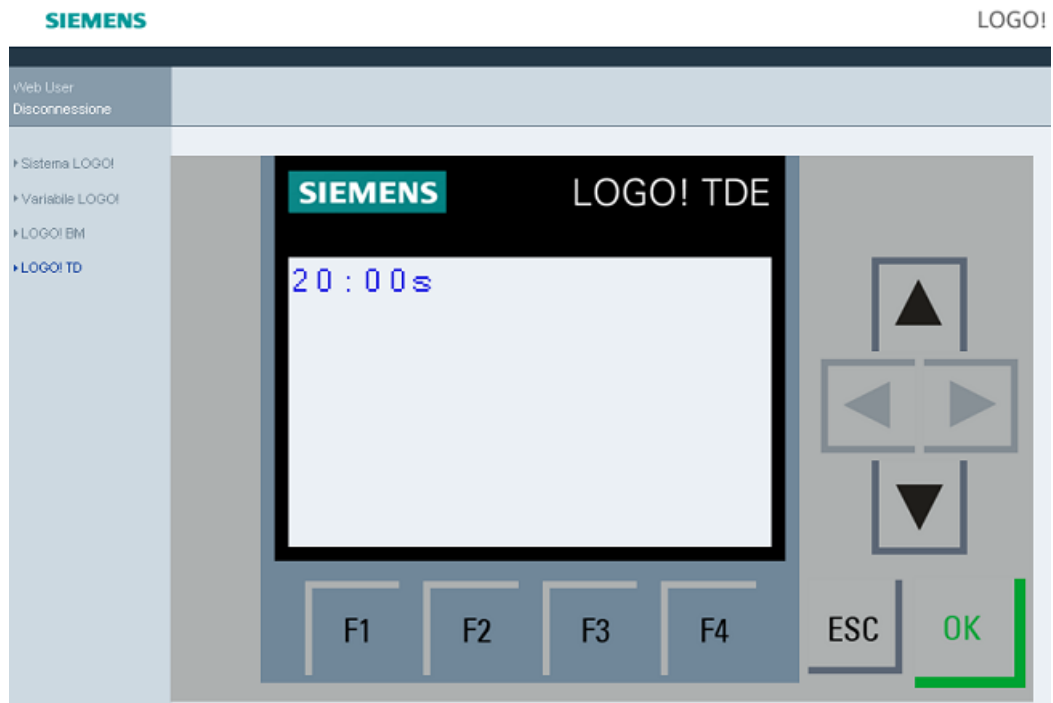 SIEMENS
LOGO!
Web User
Disconnessione
Sistema LOGO!
Variabile LOGO!
LOGO! BM
LOGO! TD
SIEMENS
LOGO! TDE
20:00s
F1
F2
F3
F4
ESC
OK